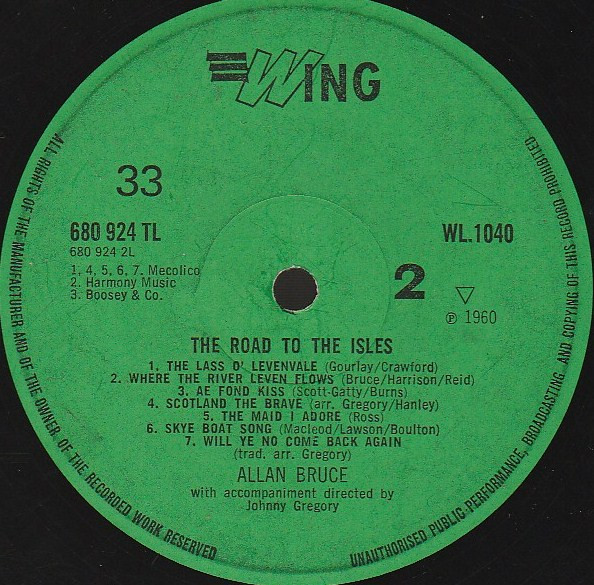 WING
33
680 924 TL
680 924 2L
1, 4, 5, 6, 7. Mecolico
2. Harmony Music
3. Boosey & Co.
WL.1040
2
℗ 1960
THE ROAD TO THE ISLES
1. THE LASS O' LEVENVALE (Gourlay/Crawford)
2. WHERE THE RIVER LEVEN FLOWS (Bruce/Harrison/Reid)
3. AE FOND KISS (Scott-Gatty/Burns)
4. SCOTLAND THE BRAVE (arr. Gregory/Hanley)
5. THE MAID I ADORE (Ross)
6. SKYE BOAT SONG (Macleod/Lawson/Boulton)
7. WILL YE NO COME BACK AGAIN
(trad. arr. Gregory)
ALLAN BRUCE
with accompaniment directed by
Johnny Gregory
ALL RIGHTS OF THE MANUFACTURER AND OF THE OWNER OF THE RECORDED WORK RESERVED
UNAUTHORISED PUBLIC PERFORMANCE, BROADCASTING AND COPYING OF THIS RECORD PROHIBITED